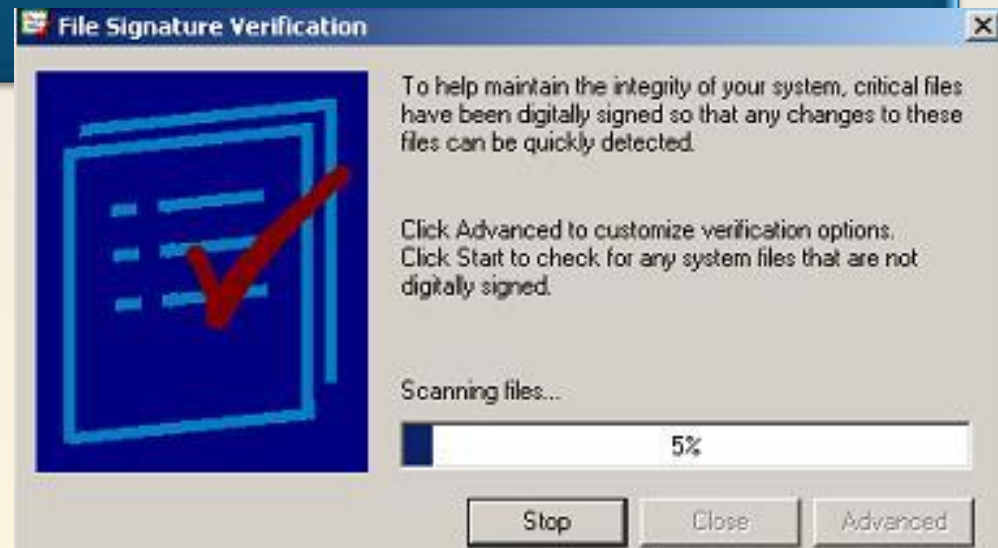 File Signature Verification
To help maintain the integrity of your system, critical files
have been digitally signed so that any changes to these
files can be quickly detected.
Click Advanced to customize verification options.
Click Start to check for any system files that are not
digitally signed.
Scanning files...
5%
Stop Close Advanced